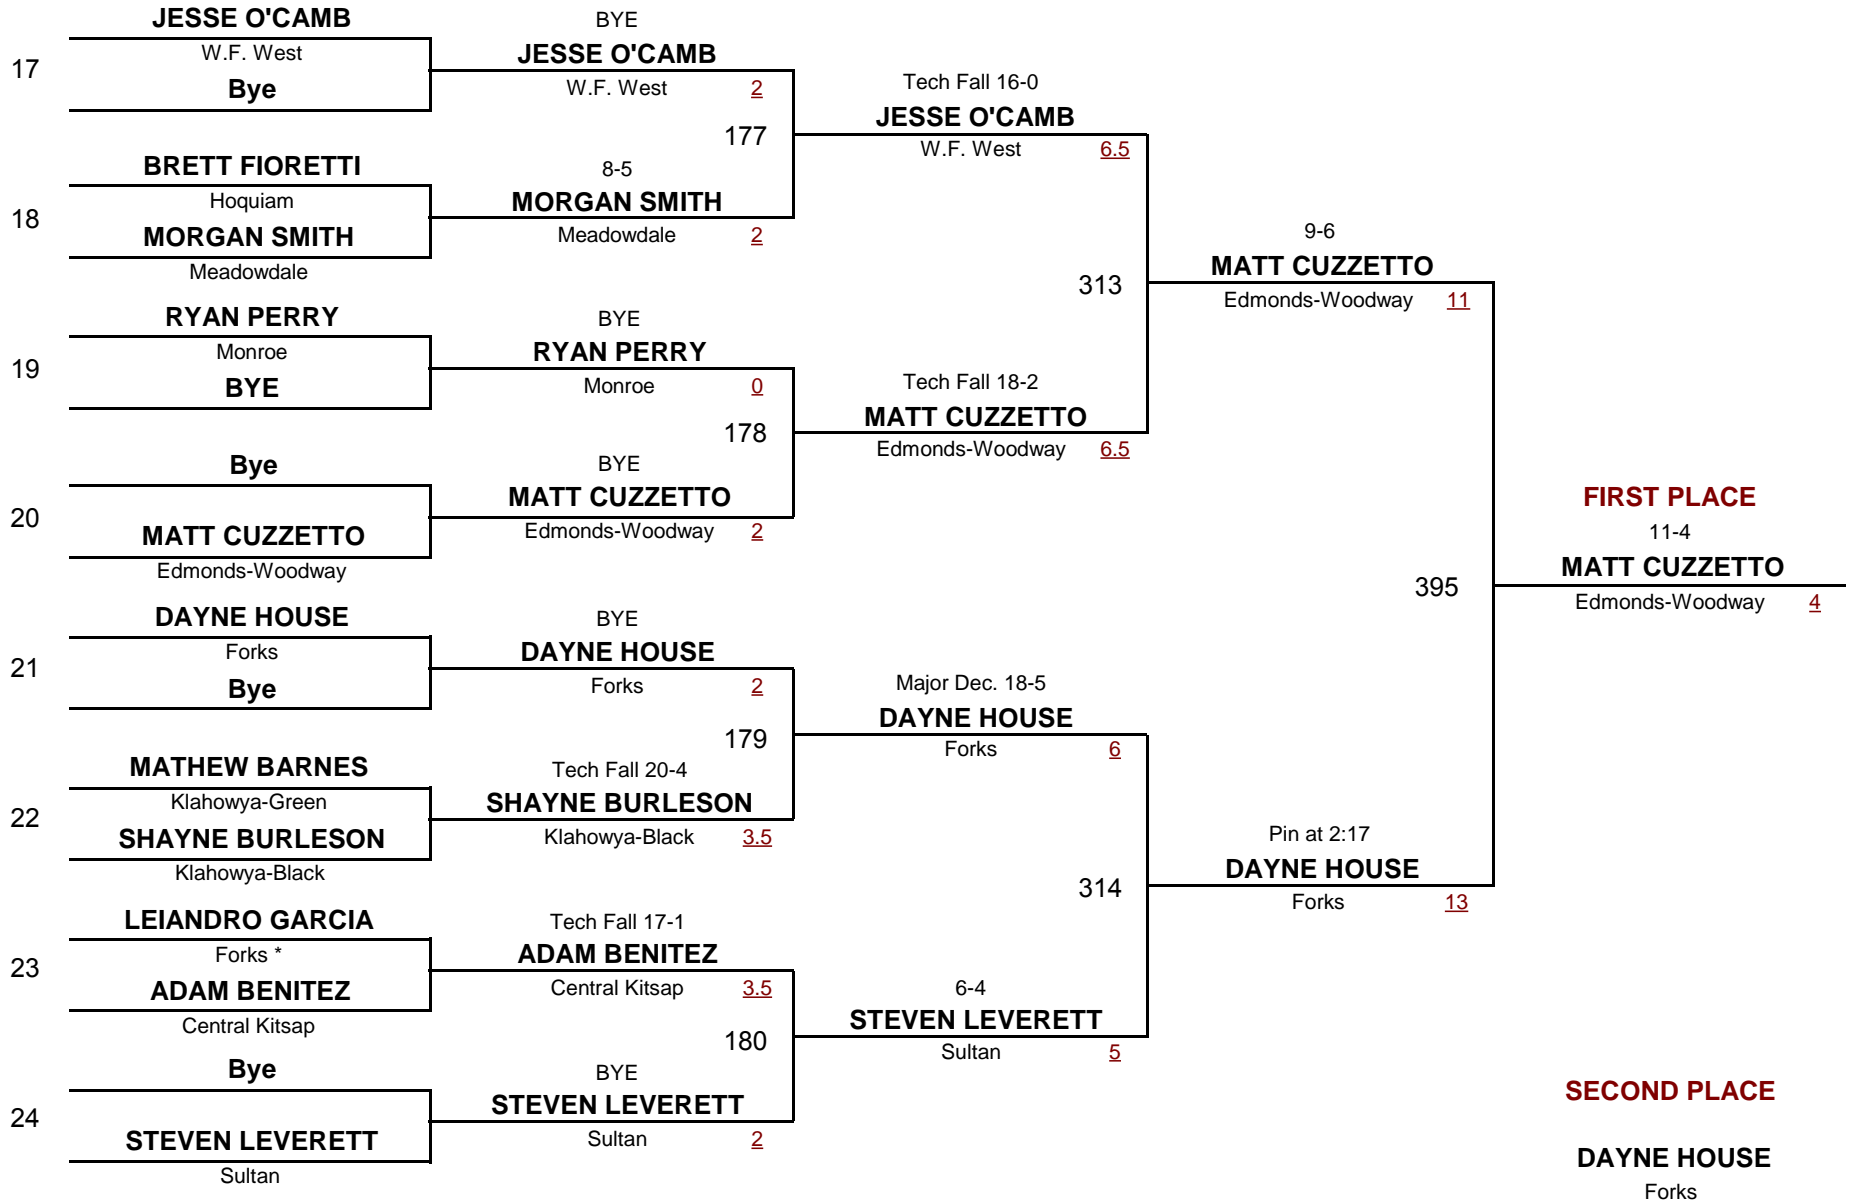 JESSE O'CAMB
17
W.F. West
Bye
BRETT FIORETTI
18
Hoquiam
MORGAN SMITH
Meadowdale
RYAN PERRY
19
Monroe
BYE
Bye
20
MATT CUZZETTO
Edmonds-Woodway
DAYNE HOUSE
21
Forks
Bye
MATHEW BARNES
22
Klahowya-Green
SHAYNE BURLESON
Klahowya-Black
LEIANDRO GARCIA
23
Forks *
ADAM BENITEZ
Central Kitsap
Bye
24
STEVEN LEVERETT
Sultan
BYE
JESSE O'CAMB
W.F. West 2
177
8-5
MORGAN SMITH
Meadowdale 2
BYE
RYAN PERRY
Monroe 0
178
BYE
MATT CUZZETTO
Edmonds-Woodway 2
BYE
DAYNE HOUSE
Forks 2
179
Tech Fall 20-4
SHAYNE BURLESON
Klahowya-Black 3.5
Tech Fall 17-1
ADAM BENITEZ
Central Kitsap 3.5
180
BYE
STEVEN LEVERETT
Sultan 2
Tech Fall 16-0
JESSE O'CAMB
W.F. West 6.5
313
Tech Fall 18-2
MATT CUZZETTO
Edmonds-Woodway 6.5
Major Dec. 18-5
DAYNE HOUSE
Forks 6
314
6-4
STEVEN LEVERETT
Sultan 5
9-6
MATT CUZZETTO
Edmonds-Woodway 11
395
Pin at 2:17
DAYNE HOUSE
Forks 13
FIRST PLACE
11-4
MATT CUZZETTO
Edmonds-Woodway 4
SECOND PLACE
DAYNE HOUSE
Forks